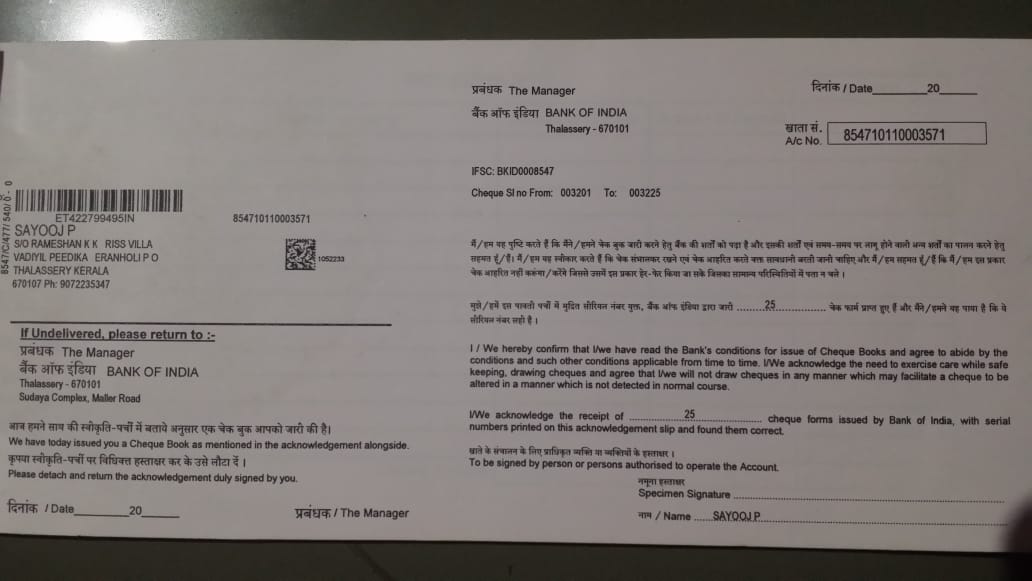 8547/C/477/ 540/ 0 - 0
ET422799495IN
854710110003571
SAYOOJ P
S/O RAMESHAN K K RISS VILLA
VADIYIL PEEDIKA ERANHOLI P O
THALASSERY KERALA
670107 Ph: 9072235347
1052233
If Undelivered, please return to :-
प्रबंधक The Manager
बैंक ऑफ इंडिया BANK OF INDIA
Thalassery - 670101
Sudaya Complex, Maller Road
आज हमने साथ की स्वीकृति-पर्ची में बताये अनुसार एक चेक बुक आपको जारी की है।
We have today issued you a Cheque Book as mentioned in the acknowledgement alongside.
कृपया स्वीकृति-पर्ची पर विधिवत हस्ताक्षर कर के उसे लौटा दें ।
Please detach and return the acknowledgement duly signed by you.
दिनांक / Date________20______
प्रबंधक / The Manager
प्रबंधक The Manager
बैंक ऑफ इंडिया BANK OF INDIA
Thalassery - 670101
दिनांक / Date________20______
खाता सं.
A/c No. 854710110003571
IFSC: BKID0008547
Cheque Sl no From: 003201 To: 003225
मैं/हम यह पुष्टि करते हैं कि मैंने/हमने चेक बुक जारी करने हेतु बैंक की शर्तों को पढ़ा है और इसकी शर्तों एवं समय-समय पर लागू होने वाली अन्य शर्तों का पालन करने हेतु
सहमत हूँ/हैं। मैं/हम यह स्वीकार करते हैं कि चेक संभालकर रखने एवं चेक आहरित करते वक्त सावधानी बरती जानी चाहिए और मैं/हम सहमत हूँ/हैं कि मैं/हम इस प्रकार
चेक आहरित नहीं करूंगा/करेंगे जिससे उसमें इस प्रकार हेर-फेर किया जा सके जिसका सामान्य परिस्थितियों में पता न चले ।
मुझे/हमें इस पावती पर्ची में मुद्रित सीरियल नंबर युक्त, बैंक ऑफ इंडिया द्वारा जारी .........25................. चेक फार्म प्राप्त हुए हैं और मैंने/हमने यह पाया है कि ये
सीरियल नंबर सही है ।
I / We hereby confirm that I/we have read the Bank's conditions for issue of Cheque Books and agree to abide by the
conditions and such other conditions applicable from time to time. I/We acknowledge the need to exercise care while safe
keeping, drawing cheques and agree that I/we will not draw cheques in any manner which may facilitate a cheque to be
altered in a manner which is not detected in normal course.
I/We acknowledge the receipt of ..................25...................... cheque forms issued by Bank of India, with serial
numbers printed on this acknowledgement slip and found them correct.
खाते के संचालन के लिए प्राधिकृत व्यक्ति या व्यक्तियों के हस्ताक्षर ।
To be signed by person or persons authorised to operate the Account.
नमूना हस्ताक्षर
Specimen Signature ........................................
नाम / Name ......SAYOOJ P........................................